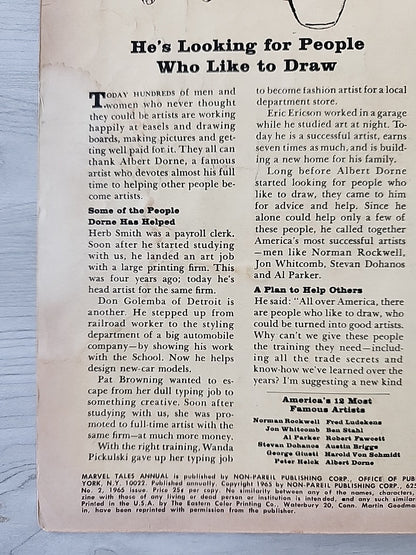 He's Looking for People
Who Like to Draw
TODAY HUNDREDS of men and
women who never thought
they could be artists are working
happily at easels and drawing
boards, making pictures and get-
ting well paid for it. They all can
thank Albert Dorne, a famous
artist who devotes almost his full
time to helping other people be-
come artists.
Some of the People
Dorne Has Helped
Herb Smith was a payroll clerk.
Soon after he started studying
with us, he landed an art job
with a large printing firm. This
was four years ago; today he's
head artist for the same firm.
Don Golemba of Detroit is
another. He stepped up from
railroad worker to the styling
department of a big automobile
company—by showing his work
with the School. Now he helps
design new-car models.
Pat Browning wanted to es-
cape from her dull typing job to
something creative. Soon after
studying with us, she was pro-
moted to full-time artist with the
same firm—at much more money.
With the right training, Wanda
Pickulski gave up her typing job
to become fashion artist for a local
department store.
Eric Ericson worked in a garage
while he studied art at night. To-
day he is a successful artist, earns
seven times as much, and is build-
ing a new home for his family.
Long before Albert Dorne
started looking for people who
like to draw, they came to him
for advice and help. Since he
alone could help only a few of
these people, he called together
America's most successful artists
—men like Norman Rockwell,
Jon Whitcomb, Stevan Dohanos
and Al Parker.
A Plan to Help Others
He said: "All over America, there
are people who like to draw, who
could be turned into good artists.
Why can't we give these people
the training they need—includ-
ing all the trade secrets and
know-how we've learned over the
years? I'm suggesting a new kind
America's 12 Most
Famous Artists
Norman Rockwell Fred Ludekens
Jon Whitcomb Ben Stahl
Al Parker Robert Fawcett
Stevan Dohanos Austin Briggs
George Giusti Harold Von Schmidt
Peter Helck Albert Dorne
MARVEL TALES ANNUAL is published by NON-PAREIL PUBLISHING CORP., OFFICE OF PUB
YORK, N.Y. 10022. Published annually. Copyright 1965 by NON-PAREIL PUBLISHING CORP., 625
No. 2, 1965 issue. Price 25¢ per copy. No similarity between any of the names, characters,
zine with those of any living or dead person or institution is intended, and any such
Printed in the U.S.A. by The Eastern Color Printing Co., Waterbury 20, Conn. Martin Goodman
in, have been reprinted with permission from the publisher.